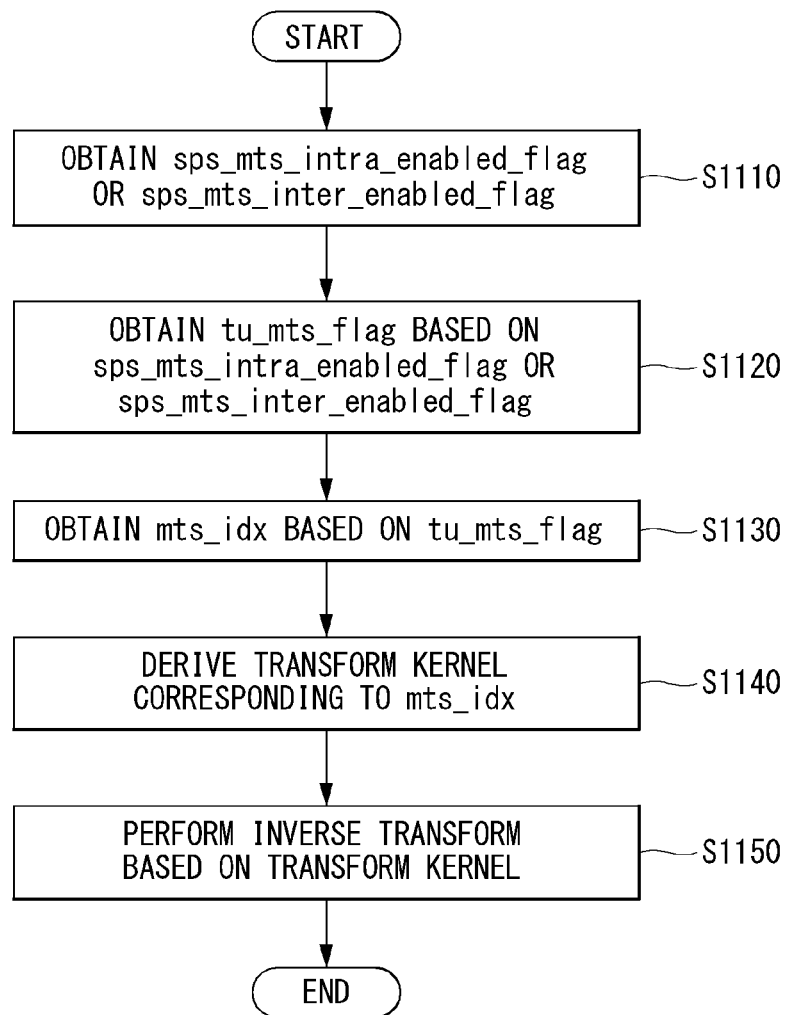 START
OBTAIN sps_mts_intra_enabled_flag
OR sps_mts_inter_enabled_flag
S1110
OBTAIN tu_mts_flag BASED ON
sps_mts_intra_enabled_flag OR
sps_mts_inter_enabled_flag
S1120
OBTAIN mts_idx BASED ON tu_mts_flag
S1130
DERIVE TRANSFORM KERNEL
CORRESPONDING TO mts_idx
S1140
PERFORM INVERSE TRANSFORM
BASED ON TRANSFORM KERNEL
S1150
END